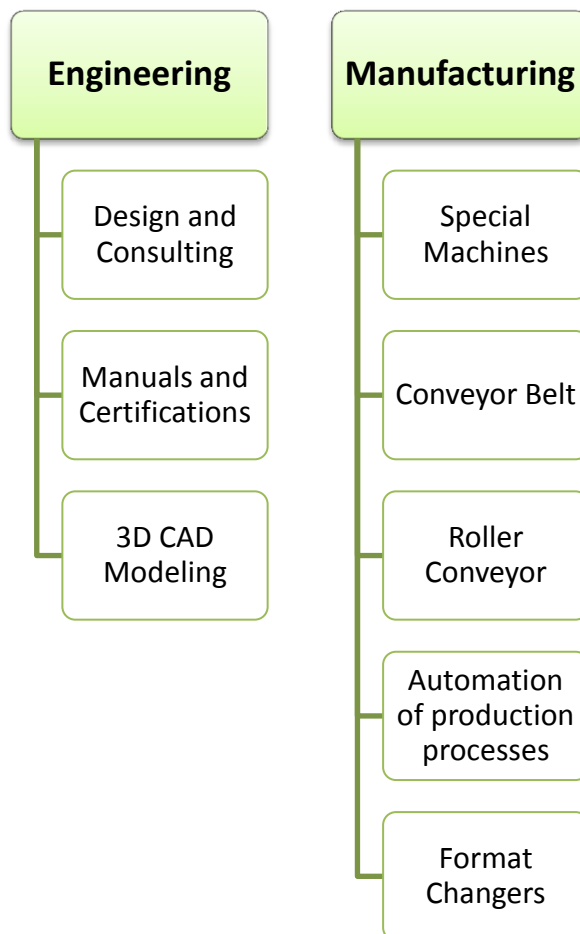 Engineering
Design and
Consulting
Manuals and
Certifications
3D CAD
Modeling
Manufacturing
Special
Machines
Conveyor Belt
Roller
Conveyor
Automation
of production
processes
Format
Changers